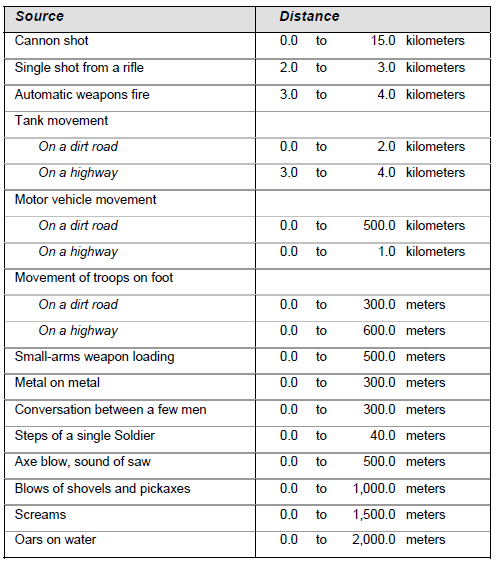 Source Distance
Cannon shot 0.0 to 15.0 kilometers
Single shot from a rifle 2.0 to 3.0 kilometers
Automatic weapons fire 3.0 to 4.0 kilometers
Tank movement
On a dirt road 0.0 to 2.0 kilometers
On a highway 3.0 to 4.0 kilometers
Motor vehicle movement
On a dirt road 0.0 to 500.0 kilometers
On a highway 0.0 to 1.0 kilometers
Movement of troops on foot
On a dirt road 0.0 to 300.0 meters
On a highway 0.0 to 600.0 meters
Small-arms weapon loading 0.0 to 500.0 meters
Metal on metal 0.0 to 300.0 meters
Conversation between a few men 0.0 to 300.0 meters
Steps of a single Soldier 0.0 to 40.0 meters
Axe blow, sound of saw 0.0 to 500.0 meters
Blows of shovels and pickaxes 0.0 to 1,000.0 meters
Screams 0.0 to 1,500.0 meters
Oars on water 0.0 to 2,000.0 meters